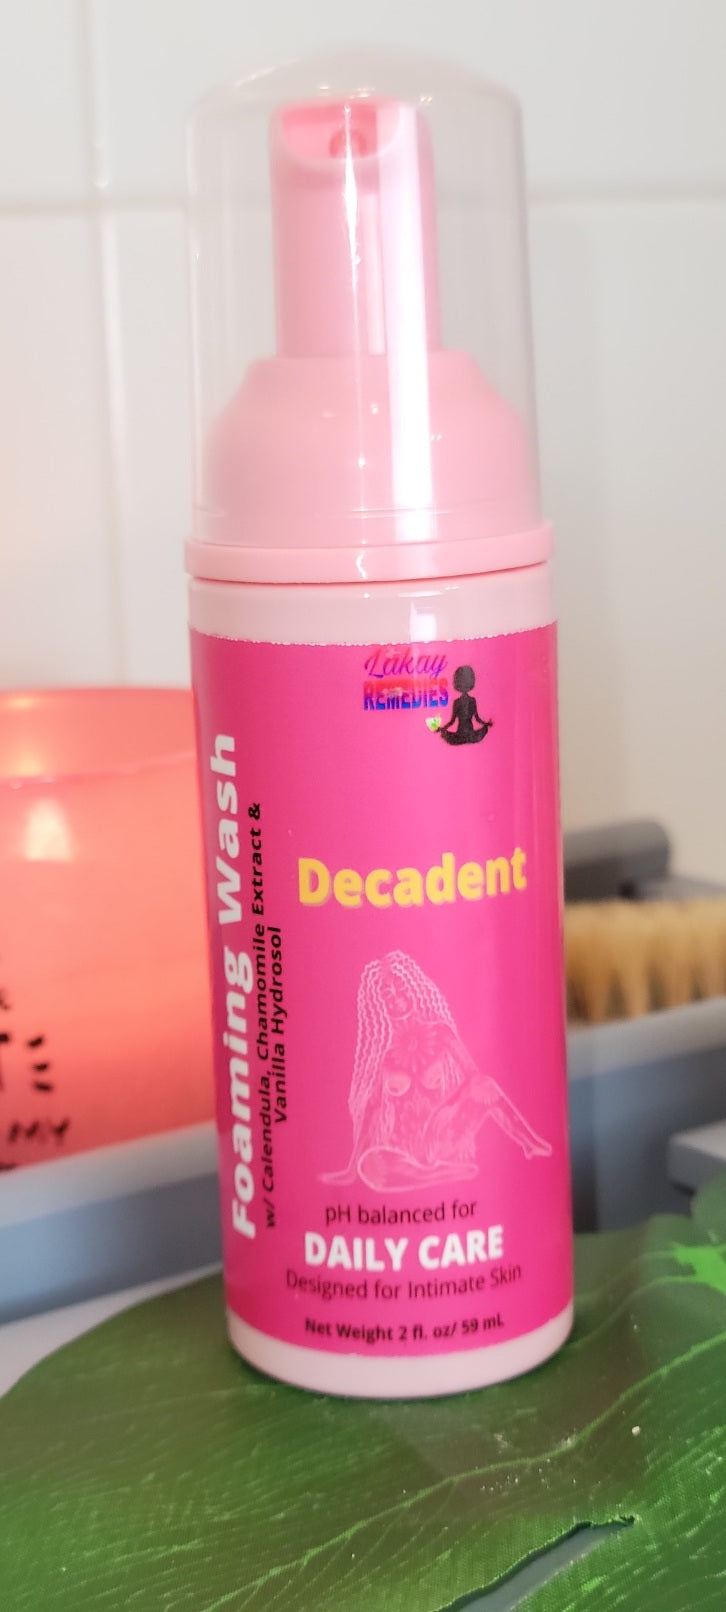 Lakay
REMEDIES
Decadent
Foaming Wash
w/ Calendula, Chamomile Extract &
Vanilla Hydrosol
pH balanced for
DAILY CARE
Designed for Intimate Skin
Net Weight 2 fl. oz/ 59 mL